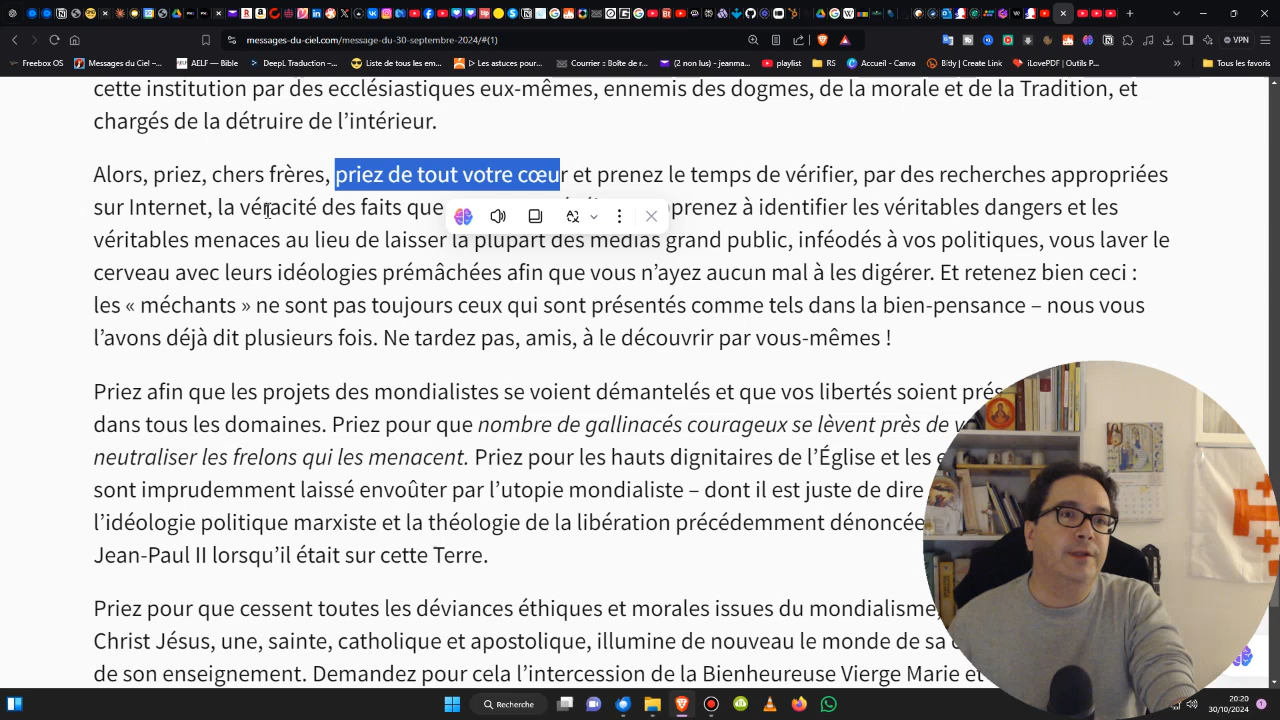 messages-du-ciel.com/message-du-30-septembre-2024/#(1)
VPN
Freebox OS
Messages du Ciel -...
AELF — Bible
DeepL Traduction –...
Liste de tous les em...
Les astuces pour...
Courrier : Boîte de r...
(2 non lus) - jeanma...
playlist
RS
Accueil - Canva
Bitly | Create Link
iLovePDF | Outils P...
Tous les favoris
cette institution par des ecclésiastiques eux-mêmes, ennemis des dogmes, de la morale et de la Tradition, et
chargés de la détruire de l’intérieur.
Alors, priez, chers frères, priez de tout votre cœur et prenez le temps de vérifier, par des recherches appropriées
sur Internet, la véracité des faits que prenez à identifier les véritables dangers et les
véritables menaces au lieu de laisser la plupart des médias grand public, inféodés à vos politiques, vous laver le
cerveau avec leurs idéologies prémâchées afin que vous n’ayez aucun mal à les digérer. Et retenez bien ceci :
les « méchants » ne sont pas toujours ceux qui sont présentés comme tels dans la bien-pensance – nous vous
l’avons déjà dit plusieurs fois. Ne tardez pas, amis, à le découvrir par vous-mêmes !
Priez afin que les projets des mondialistes se voient démantelés et que vos libertés soient
dans tous les domaines. Priez pour que nombre de gallinacés courageux se lèvent près de
neutraliser les frelons qui les menacent. Priez pour les hauts dignitaires de l’Église et les
sont imprudemment laissé envoûter par l’utopie mondialiste – dont il est juste de dire
l’idéologie politique marxiste et la théologie de la libération précédemment
Jean-Paul II lorsqu’il était sur cette Terre.
Priez pour que cessent toutes les déviances éthiques et morales issues du mondialisme,
Christ Jésus, une, sainte, catholique et apostolique, illumine de nouveau le monde de sa
de son enseignement. Demandez pour cela l’intercession de la Bienheureuse Vierge Marie et
Recherche
20:20
30/10/2024